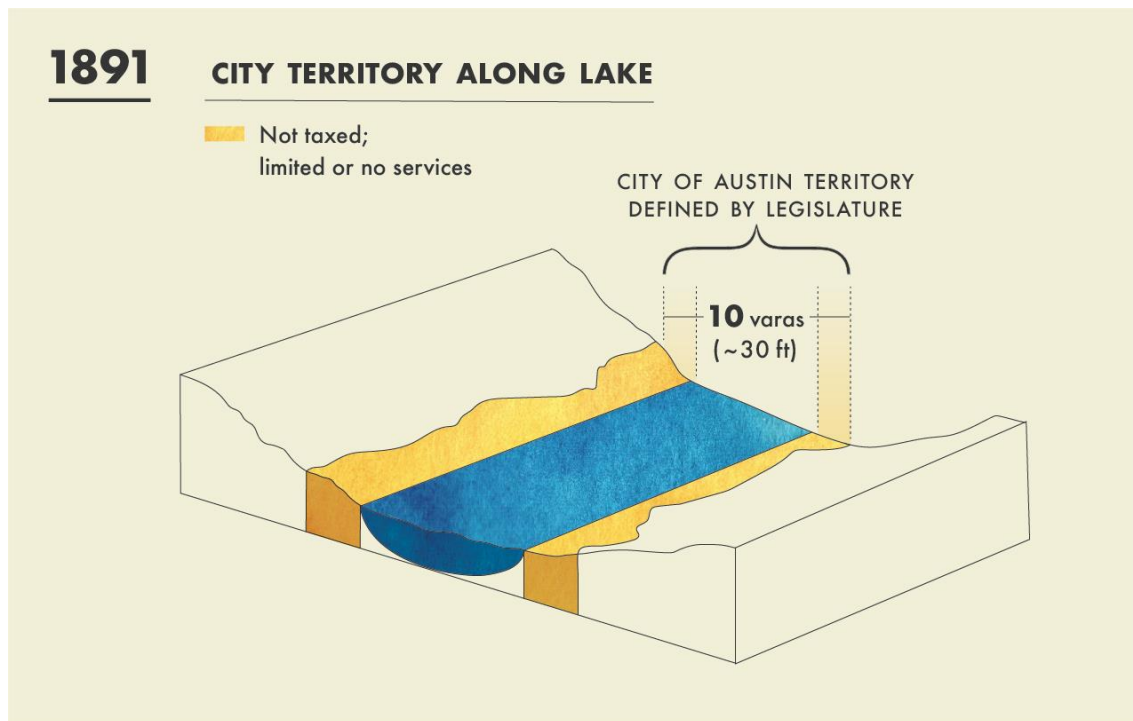 1891
CITY TERRITORY ALONG LAKE
Not taxed;
limited or no services
CITY OF AUSTIN TERRITORY
DEFINED BY LEGISLATURE
10 varas
(~30 ft)